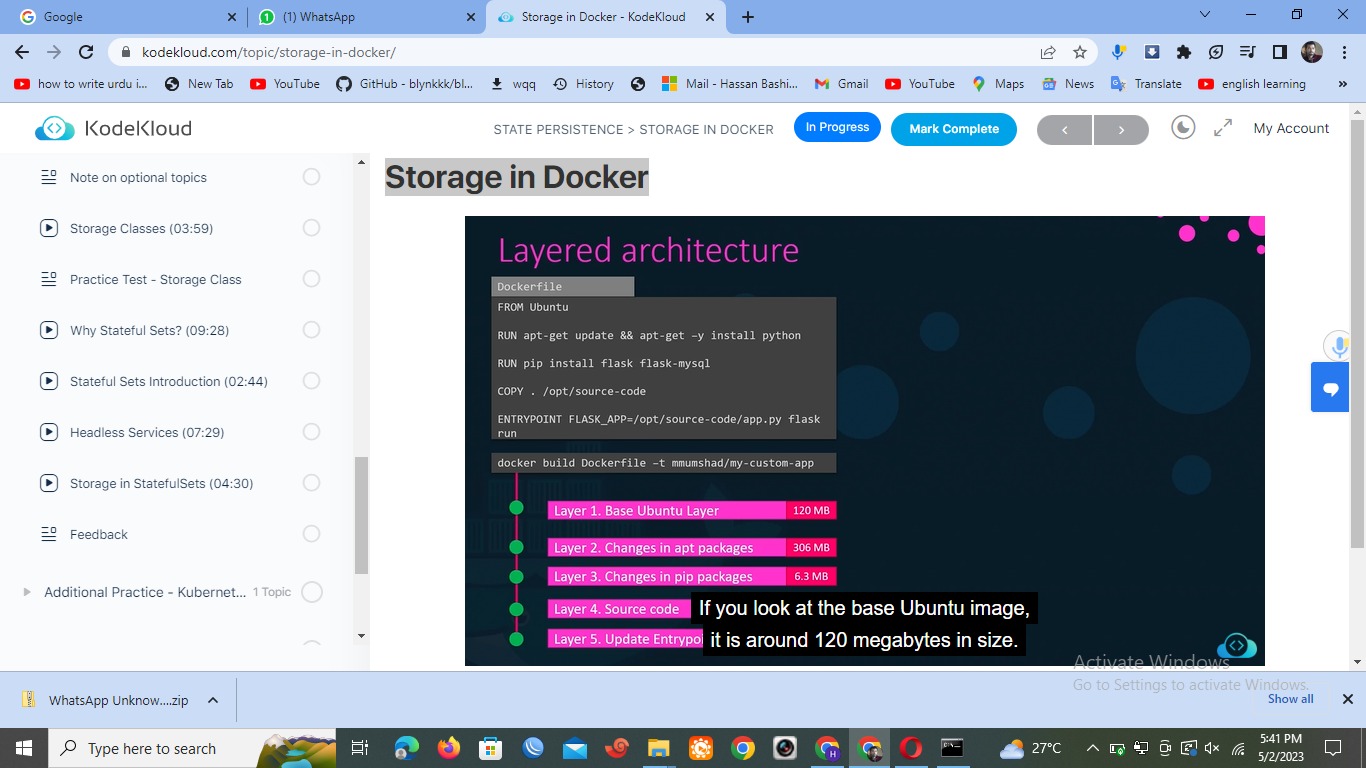 Google
(1) WhatsApp
Storage in Docker - KodeKloud
kodekloud.com/topic/storage-in-docker/
how to write urdu i...
New Tab
YouTube
GitHub - blynkkk/bl...
wqq
History
Mail - Hassan Bashi...
Gmail
YouTube
Maps
News
Translate
english learning
»
KodeKloud
STATE PERSISTENCE > STORAGE IN DOCKER
In Progress
Mark Complete
My Account
Note on optional topics
Storage Classes (03:59)
Practice Test - Storage Class
Why Stateful Sets? (09:28)
Stateful Sets Introduction (02:44)
Headless Services (07:29)
Storage in StatefulSets (04:30)
Feedback
Additional Practice - Kubernet... 1 Topic
Storage in Docker
Layered architecture
Dockerfile
FROM Ubuntu
RUN apt-get update && apt-get –y install python
RUN pip install flask flask-mysql
COPY . /opt/source-code
ENTRYPOINT FLASK_APP=/opt/source-code/app.py flask
run
docker build Dockerfile –t mmumshad/my-custom-app
Layer 1. Base Ubuntu Layer 120 MB
Layer 2. Changes in apt packages 306 MB
Layer 3. Changes in pip packages 6.3 MB
Layer 4. Source code
Layer 5. Update Entrypoi
If you look at the base Ubuntu image,
it is around 120 megabytes in size.
Activate Windows
Go to Settings to activate Windows.
WhatsApp Unknow....zip
Show all
Type here to search
27°C
5:41 PM
5/2/2023